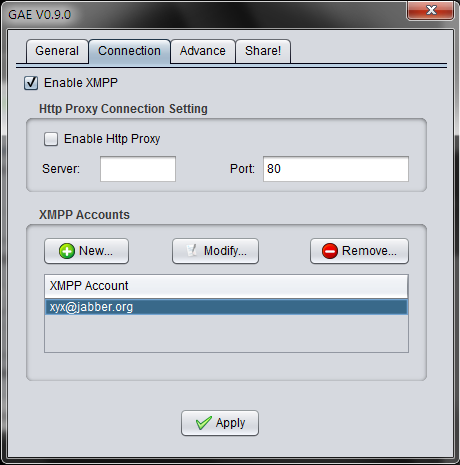 GAE V0.9.0
General Connection Advance Share!
Enable XMPP
Http Proxy Connection Setting
Enable Http Proxy
Server: Port: 80
XMPP Accounts
New... Modify... Remove...
XMPP Account
xyx@jabber.org
Apply